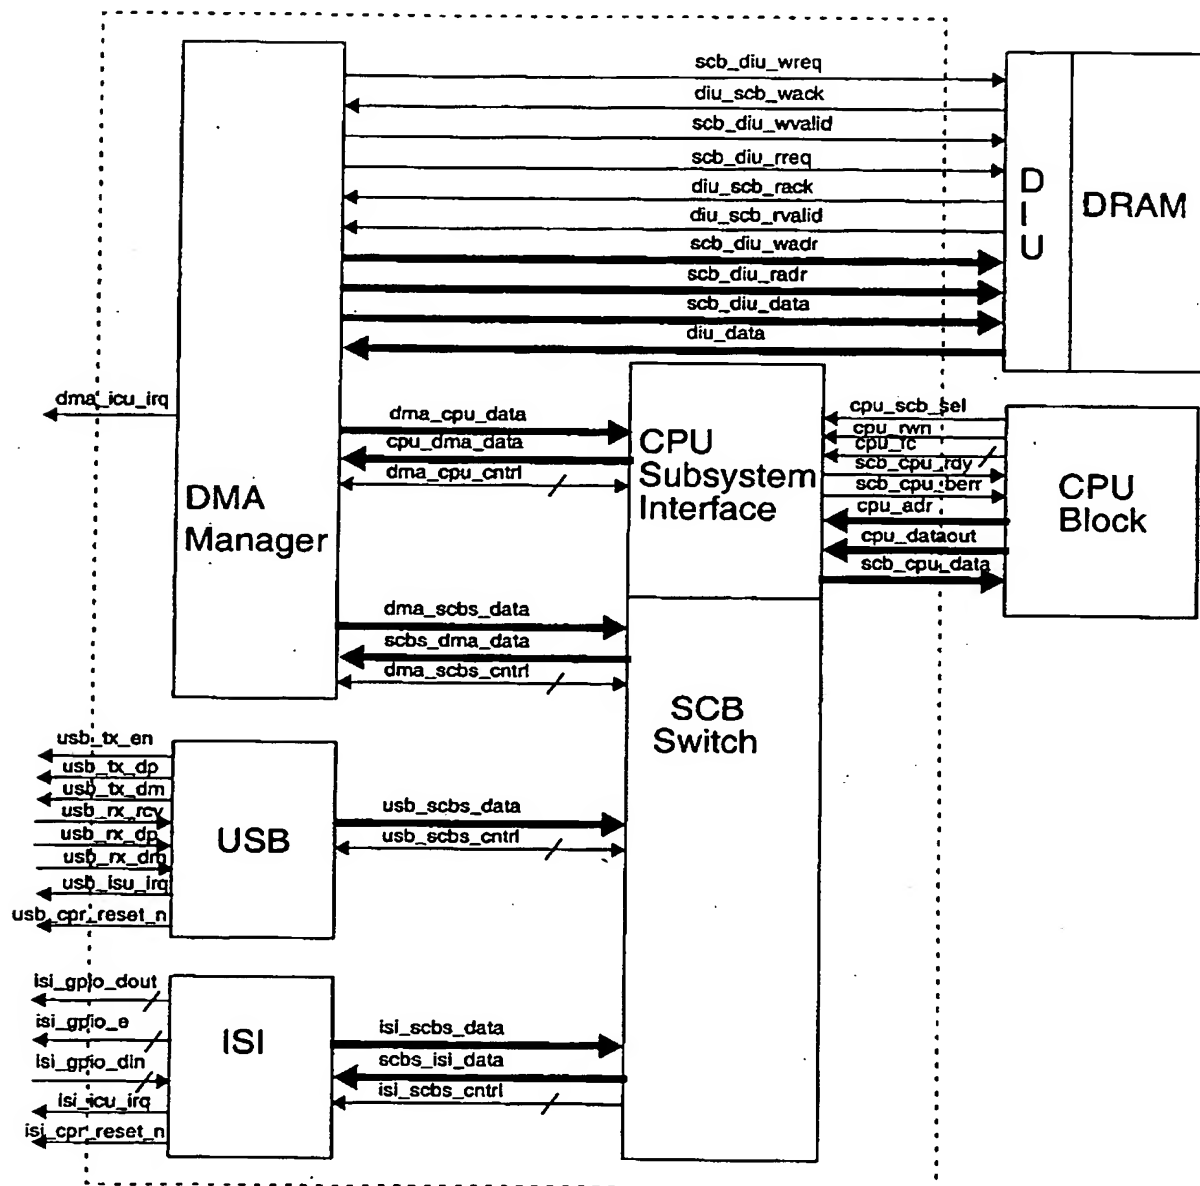 scb_diu_wreq
diu_scb_wack
scb_diu_wvalid
scb_diu_rreq
diu_scb_rack
diu_scb_rvalid
scb_diu_wadr
scb_diu_radr
scb_diu_data
diu_data
D
I
U
DRAM
dma_icu_irq
DMA
Manager
dma_cpu_data
cpu_dma_data
dma_cpu_cntrl
CPU
Subsystem
Interface
cpu_scb_sel
cpu_rwn
cpu_rc
scb_cpu_rdy
scb_cpu_berr
cpu_adr
cpu_dataout
scb_cpu_data
CPU
Block
dma_scbs_data
scbs_dma_data
dma_scbs_cntrl
SCB
Switch
usb_tx_en
usb_tx_dp
usb_tx_dm
usb_rx_rcv
usb_rx_dp
usb_rx_dm
usb_isu_irq
usb_cpr_reset_n
USB
usb_scbs_data
usb_scbs_cntrl
isi_gpio_dout
isi_gpio_e
isi_gpio_din
isi_icu_irq
isi_cpr_reset_n
ISI
isi_scbs_data
scbs_isi_data
isi_scbs_cntrl